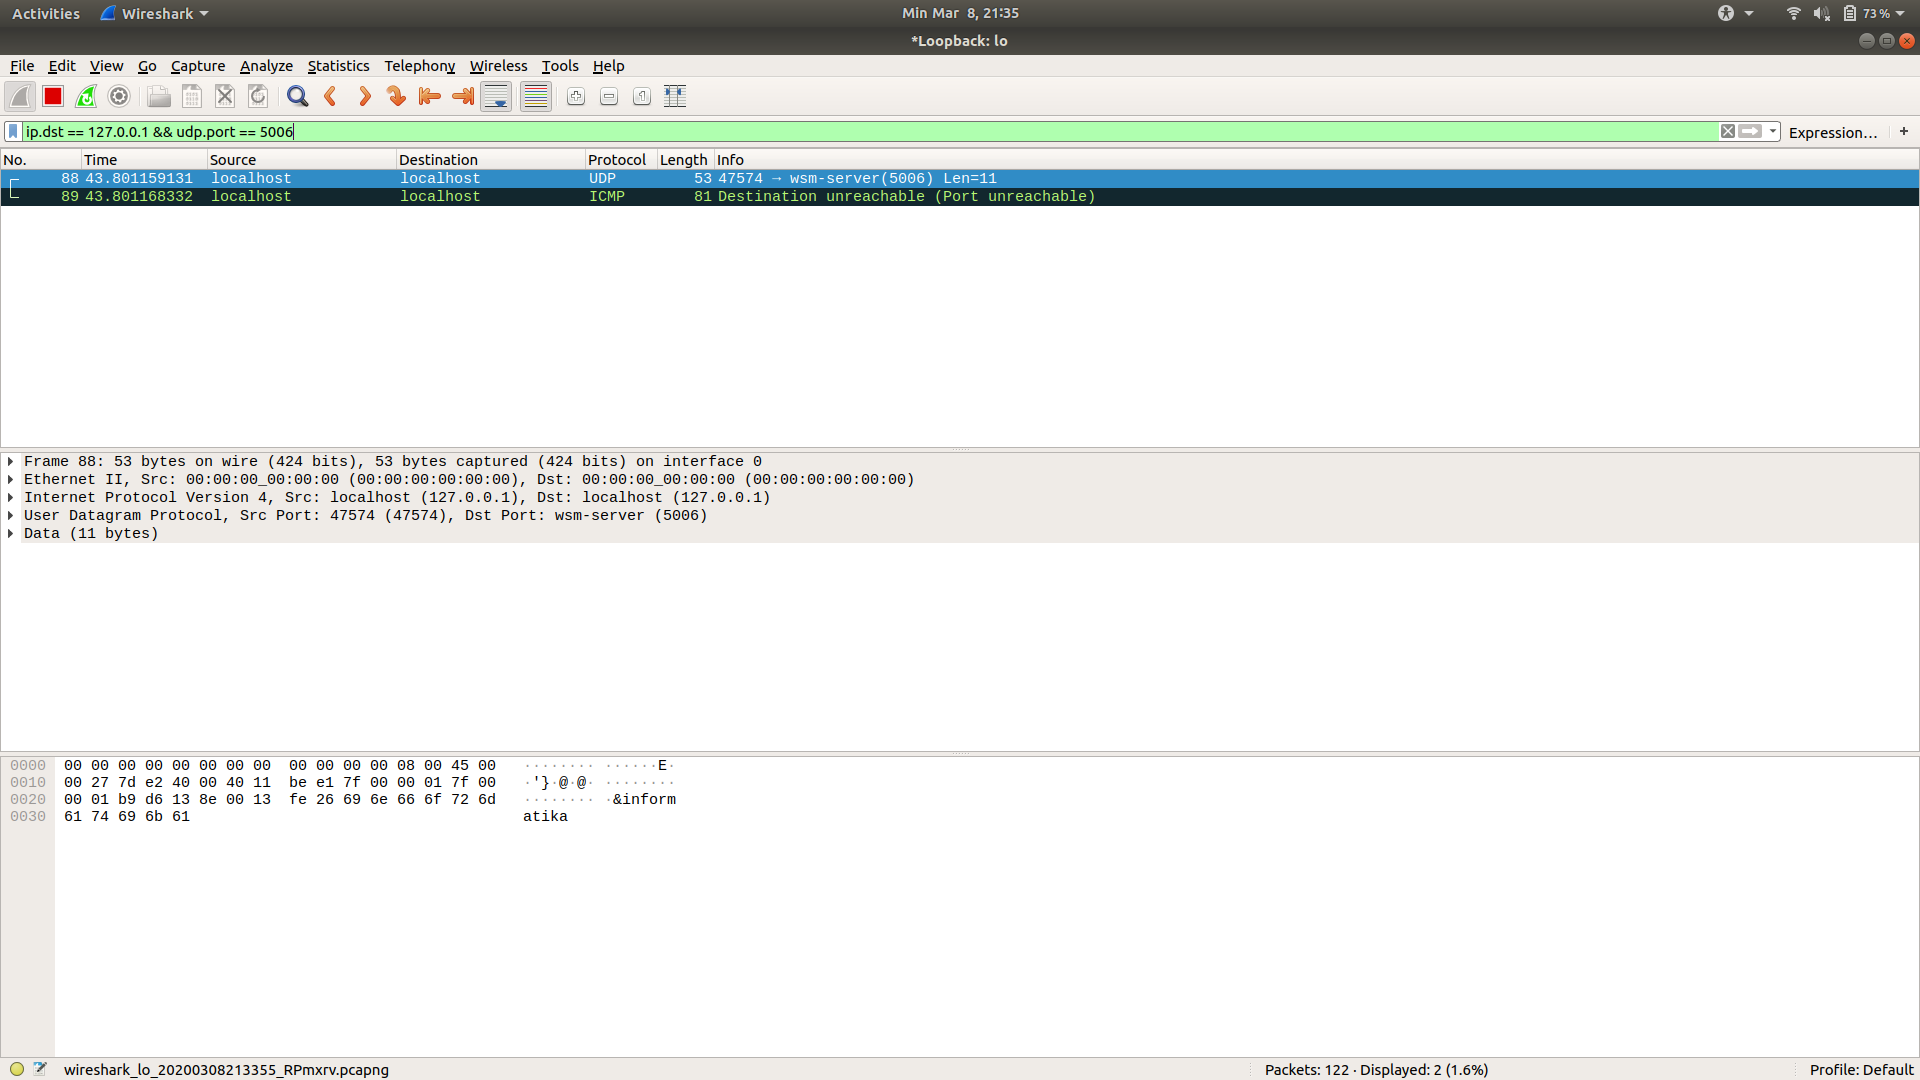 Activities Wireshark Min Mar 8, 21:35 73 %
*Loopback: lo
File Edit View Go Capture Analyze Statistics Telephony Wireless Tools Help
ip.dst == 127.0.0.1 && udp.port == 5006 Expression… +
No. Time Source Destination Protocol Length Info
88 43.801159131 localhost localhost UDP 53 47574 → wsm-server(5006) Len=11
89 43.801168332 localhost localhost ICMP 81 Destination unreachable (Port unreachable)
Frame 88: 53 bytes on wire (424 bits), 53 bytes captured (424 bits) on interface 0
Ethernet II, Src: 00:00:00_00:00:00 (00:00:00:00:00:00), Dst: 00:00:00_00:00:00 (00:00:00:00:00:00)
Internet Protocol Version 4, Src: localhost (127.0.0.1), Dst: localhost (127.0.0.1)
User Datagram Protocol, Src Port: 47574 (47574), Dst Port: wsm-server (5006)
Data (11 bytes)
0000 00 00 00 00 00 00 00 00 00 00 00 00 08 00 45 00 ········ ······E·
0010 00 27 7d e2 40 00 40 11 be e1 7f 00 00 01 7f 00 ·'}·@·@· ········
0020 00 01 b9 d6 13 8e 00 13 fe 26 69 6e 66 6f 72 6d ········ ·&inform
0030 61 74 69 6b 61 atika
wireshark_lo_20200308213355_RPmxrv.pcapng Packets: 122 · Displayed: 2 (1.6%) Profile: Default